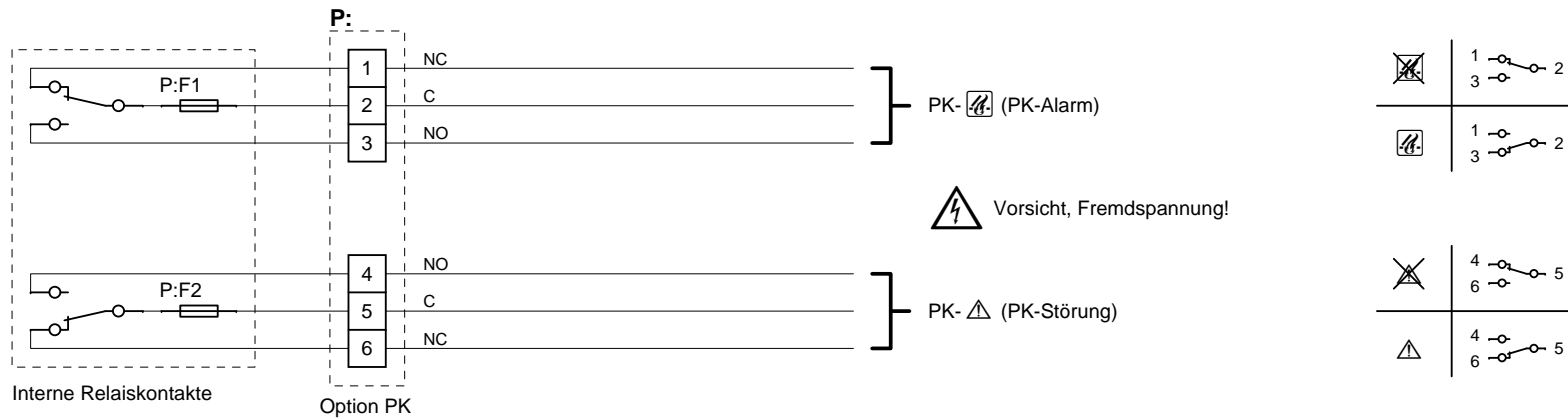 P:
1 NC
P:F1
2 C
3 NO
PK- (PK-Alarm)
1
3 2
1
3 2
Vorsicht, Fremdspannung!
4 NO
P:F2
5 C
6 NC
PK- (PK-Störung)
4
6 5
4
6 5
Interne Relaiskontakte
Option PK